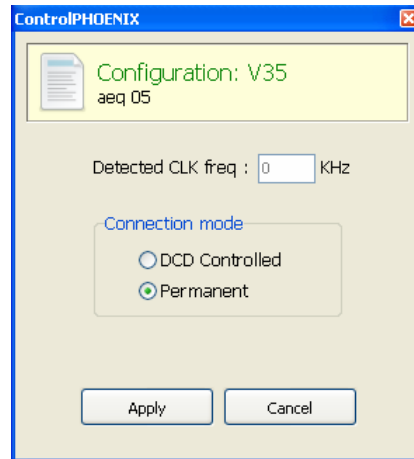 ControlPHOENIX
Configuration: V35
aeq 05
Detected CLK freq : 0 KHz
Connection mode
DCD Controlled
Permanent
Apply Cancel